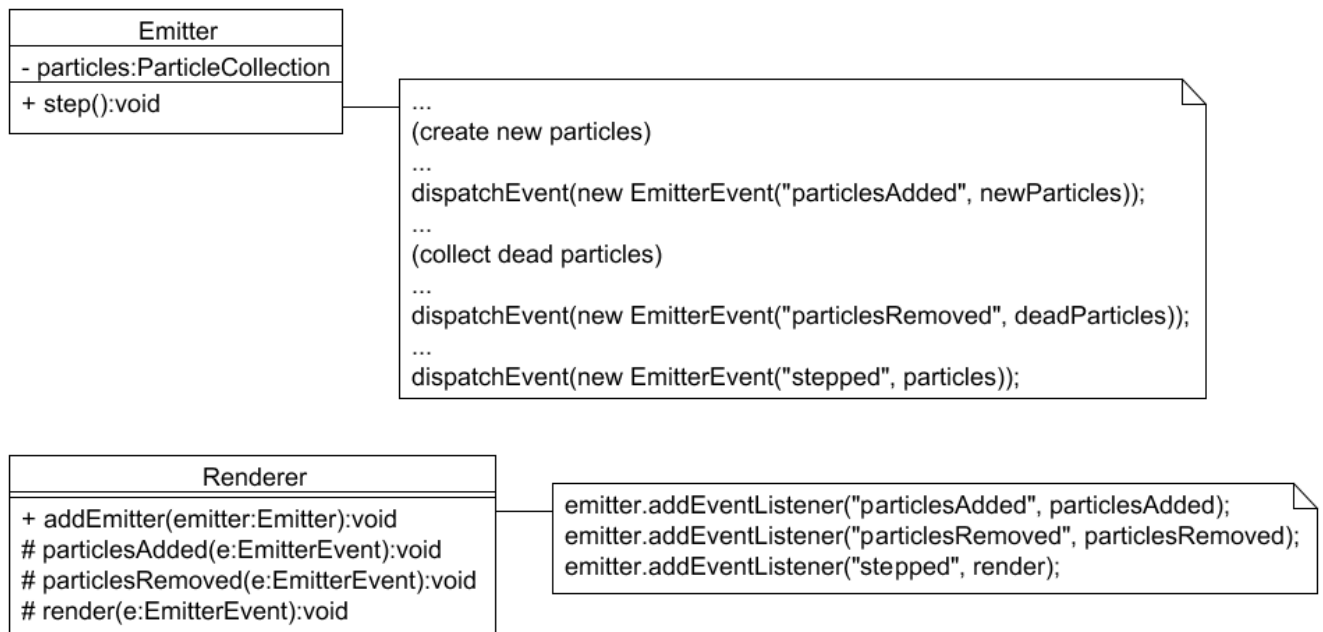 Emitter
- particles:ParticleCollection
+ step():void
...
(create new particles)
...
dispatchEvent(new EmitterEvent("particlesAdded", newParticles));
...
(collect dead particles)
...
dispatchEvent(new EmitterEvent("particlesRemoved", deadParticles));
...
dispatchEvent(new EmitterEvent("stepped", particles));
Renderer
+ addEmitter(emitter:Emitter):void
# particlesAdded(e:EmitterEvent):void
# particlesRemoved(e:EmitterEvent):void
# render(e:EmitterEvent):void
emitter.addEventListener("particlesAdded", particlesAdded);
emitter.addEventListener("particlesRemoved", particlesRemoved);
emitter.addEventListener("stepped", render);